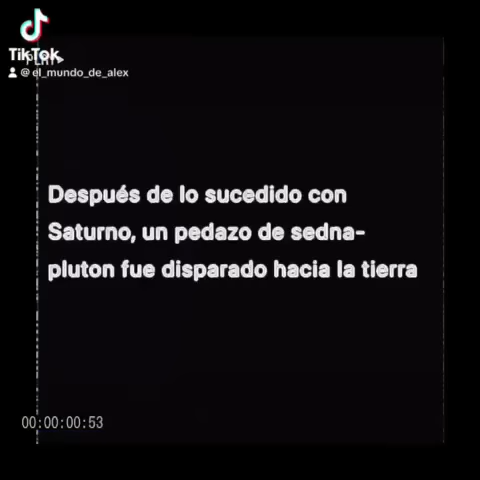 TikTok
@el_mundo_de_alex
Después de lo sucedido con
Saturno, un pedazo de sedna-
pluton fue disparado hacia la tierra
00:00:00:53